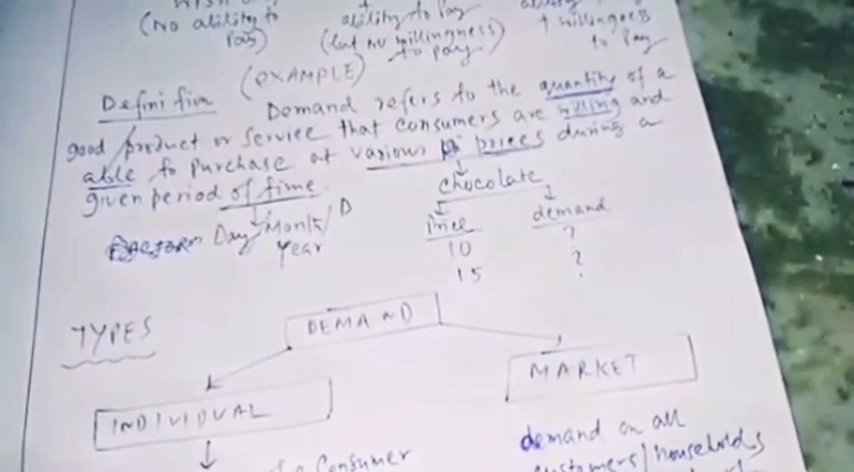 (No ability to pay)
ability to pay
(but no willingness to pay)
↑ willingness to pay
(EXAMPLE)
Definition Demand refers to the quantity of a
good/product or service that consumers are willing and
able to purchase at various prices during a
given period of time.
Day/Month/
Year
chocolate
Price demand
10 ?
15 ?
TYPES
DEMAND
INDIVIDUAL MARKET
demand on all
Consumer
customers/households